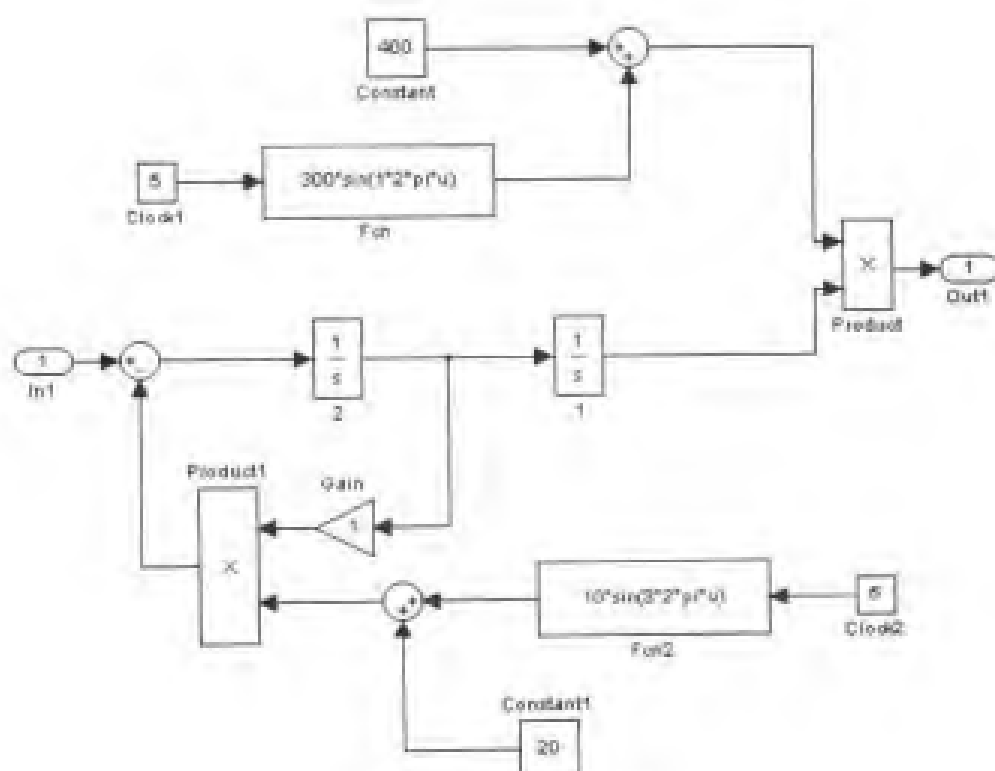 400
Constant
5
Clock1
300*sin(1*2*pi*u)
Fcn
×
Product
1
Out1
1
In1
1
s
2
1
s
1
Product1
×
Gain
1
10*sin(3*2*pi*u)
Fcn2
Clock2
Constant1
20